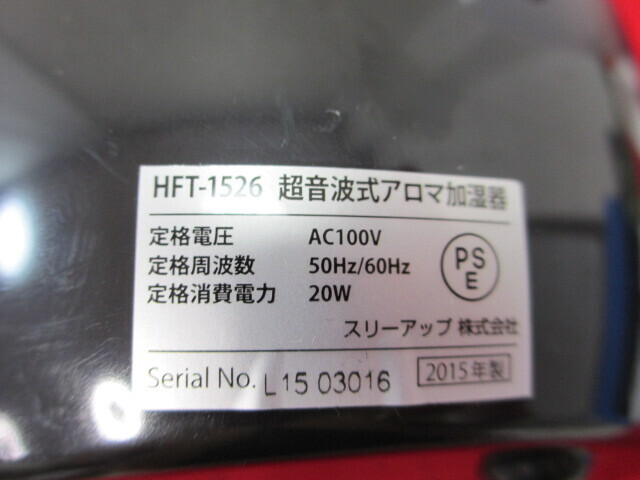 HFT-1526 超音波式アロマ加湿器
定格電圧 AC100V
定格周波数 50Hz/60Hz
定格消費電力 20W
PS
E
スリーアップ 株式会社
Serial No. L15 03016 2015年製